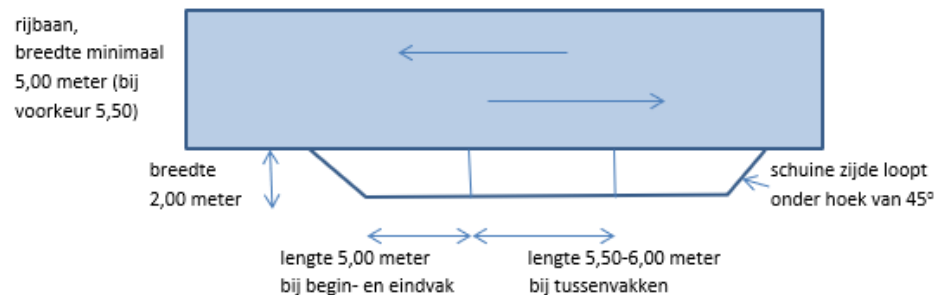 rijbaan,
breedte minimaal
5,00 meter (bij
voorkeur 5,50)
breedte
2,00 meter
schuine zijde loopt
onder hoek van 45º
lengte 5,00 meter
bij begin- en eindvak
lengte 5,50-6,00 meter
bij tussenvakken